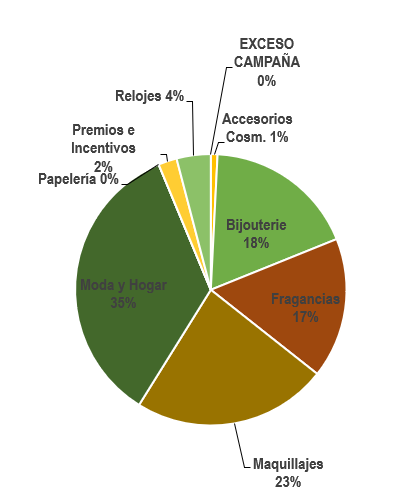 EXCESO
CAMPAÑA
0%
Relojes 4%
Accesorios
Cosm. 1%
Premios e
Incentivos
2%
Papelería 0%
Bijouterie
18%
Moda y Hogar
35%
Fragancias
17%
Maquillajes
23%